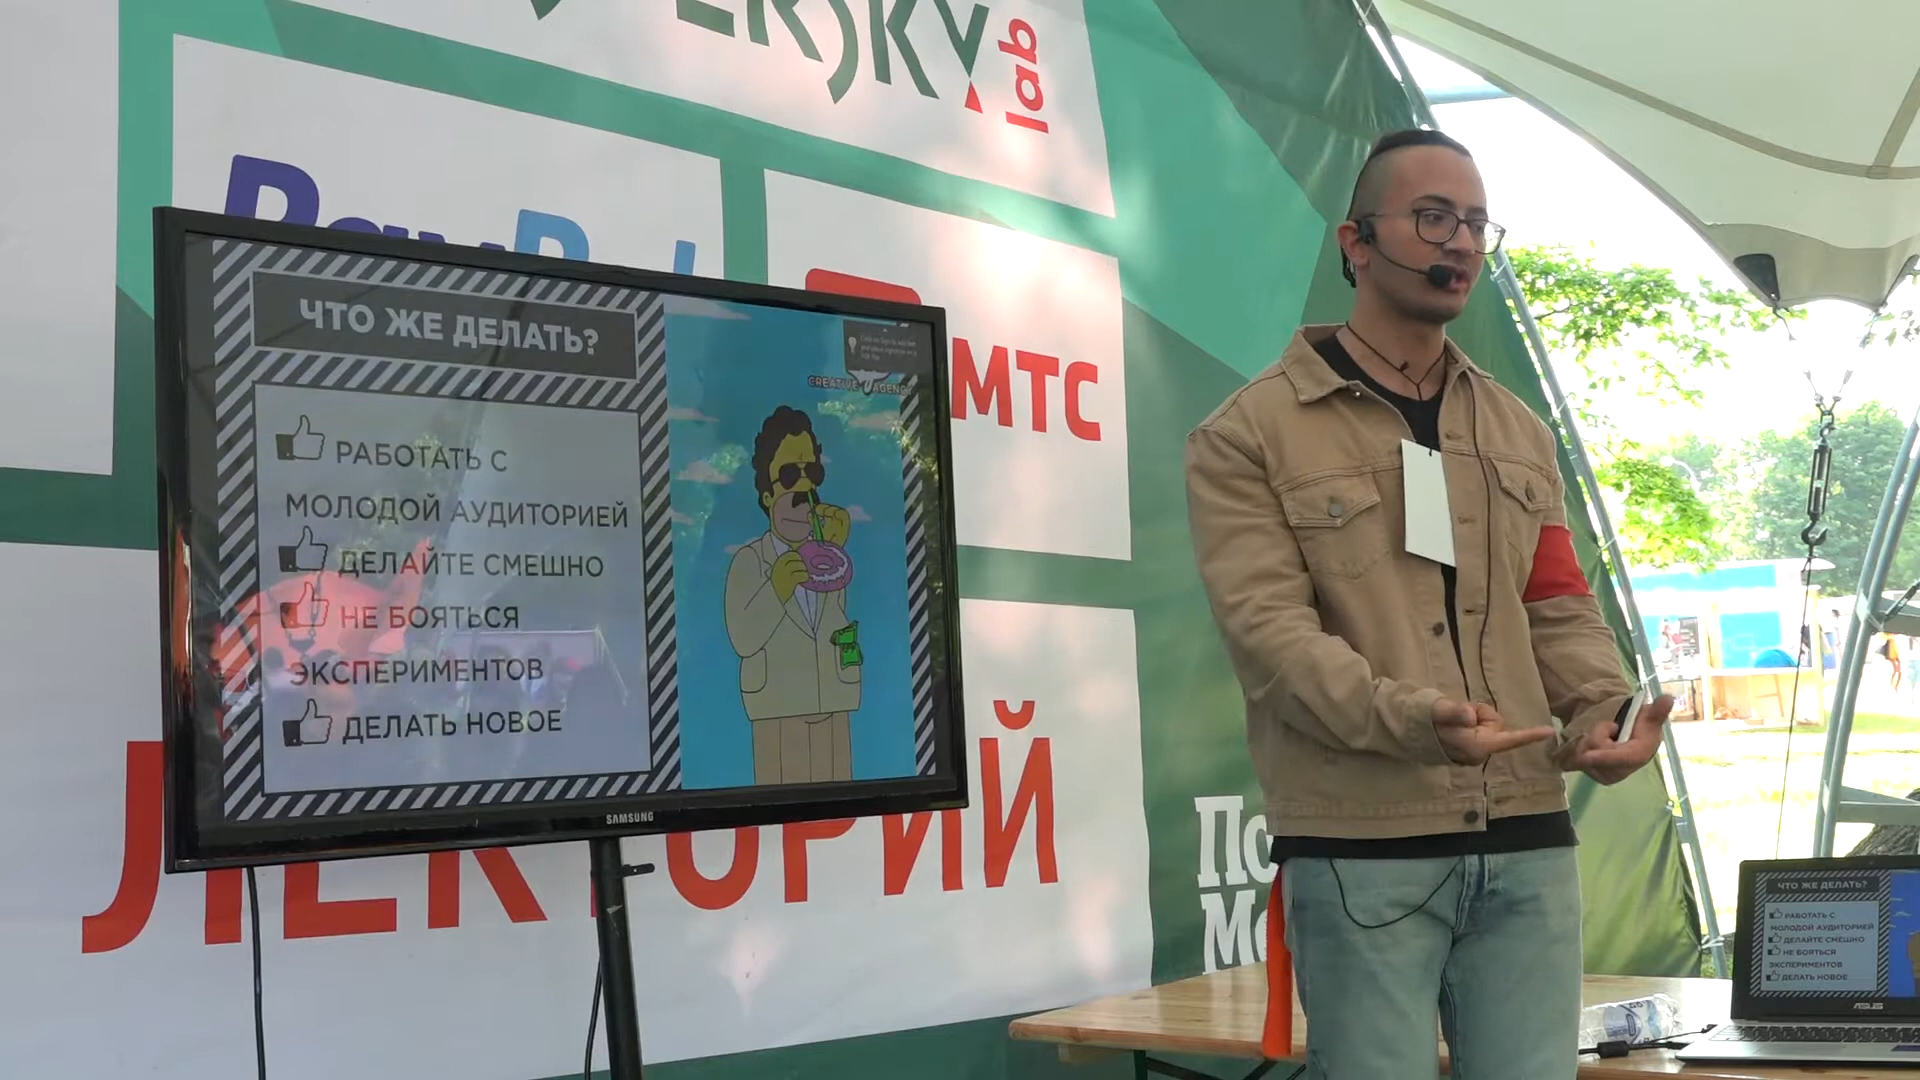 lab
МТС
ЧТО ЖЕ ДЕЛАТЬ?
РАБОТАТЬ С
МОЛОДОЙ АУДИТОРИЕЙ
ДЕЛАЙТЕ СМЕШНО
НЕ БОЯТЬСЯ
ЭКСПЕРИМЕНТОВ
ДЕЛАТЬ НОВОЕ
CREATIVE
SAMSUNG
ЛЕКТОРИЙ
ЧТО ЖЕ ДЕЛАТЬ?
РАБОТАТЬ С
МОЛОДОЙ АУДИТОРИЕЙ
ДЕЛАЙТЕ СМЕШНО
НЕ БОЯТЬСЯ
ЭКСПЕРИМЕНТОВ
ДЕЛАТЬ НОВОЕ
ASUS